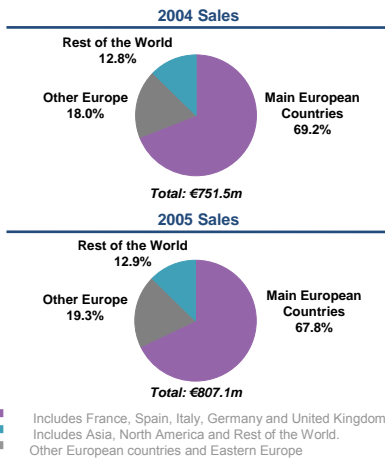 2004 Sales
Rest of the World
12.8%
Other Europe
18.0%
Main European
Countries
69.2%
Total: €751.5m
2005 Sales
Rest of the World
12.9%
Other Europe
19.3%
Main European
Countries
67.8%
Total: €807.1m
Includes France, Spain, Italy, Germany and United Kingdom
Includes Asia, North America and Rest of the World.
Other European countries and Eastern Europe